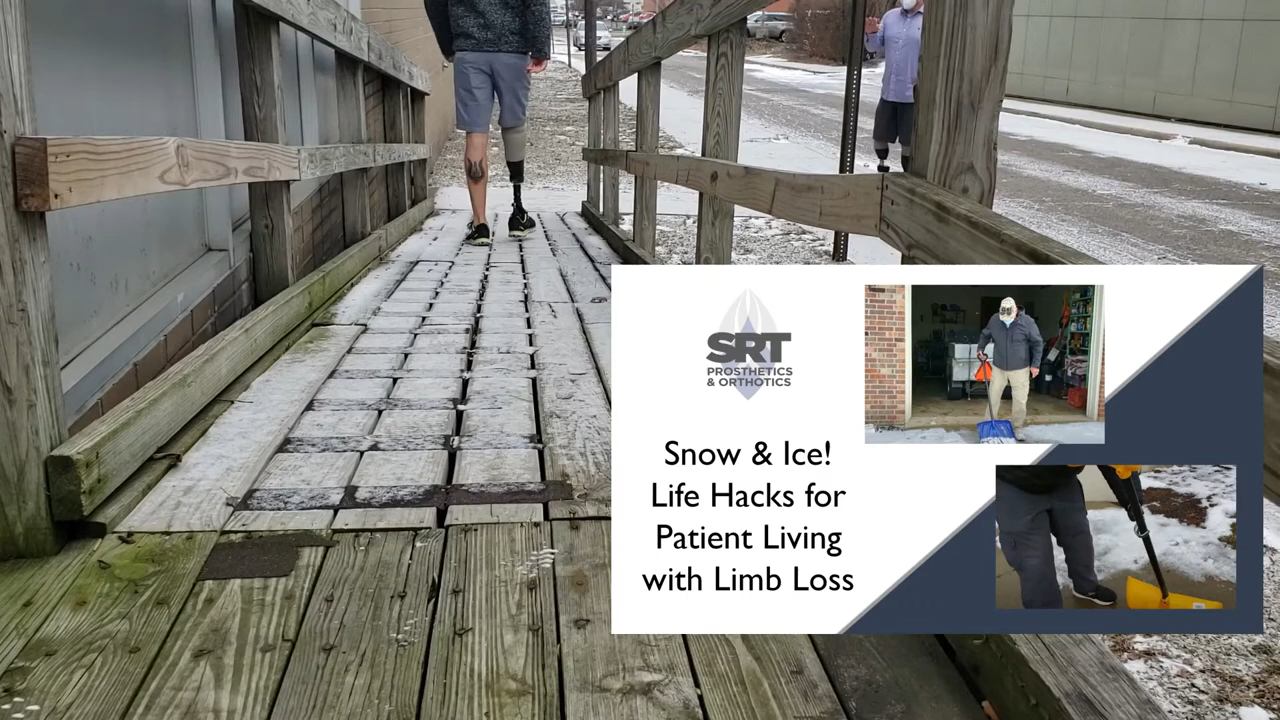 SRT
PROSTHETICS
& ORTHOTICS
Snow & Ice!
Life Hacks for
Patient Living
with Limb Loss